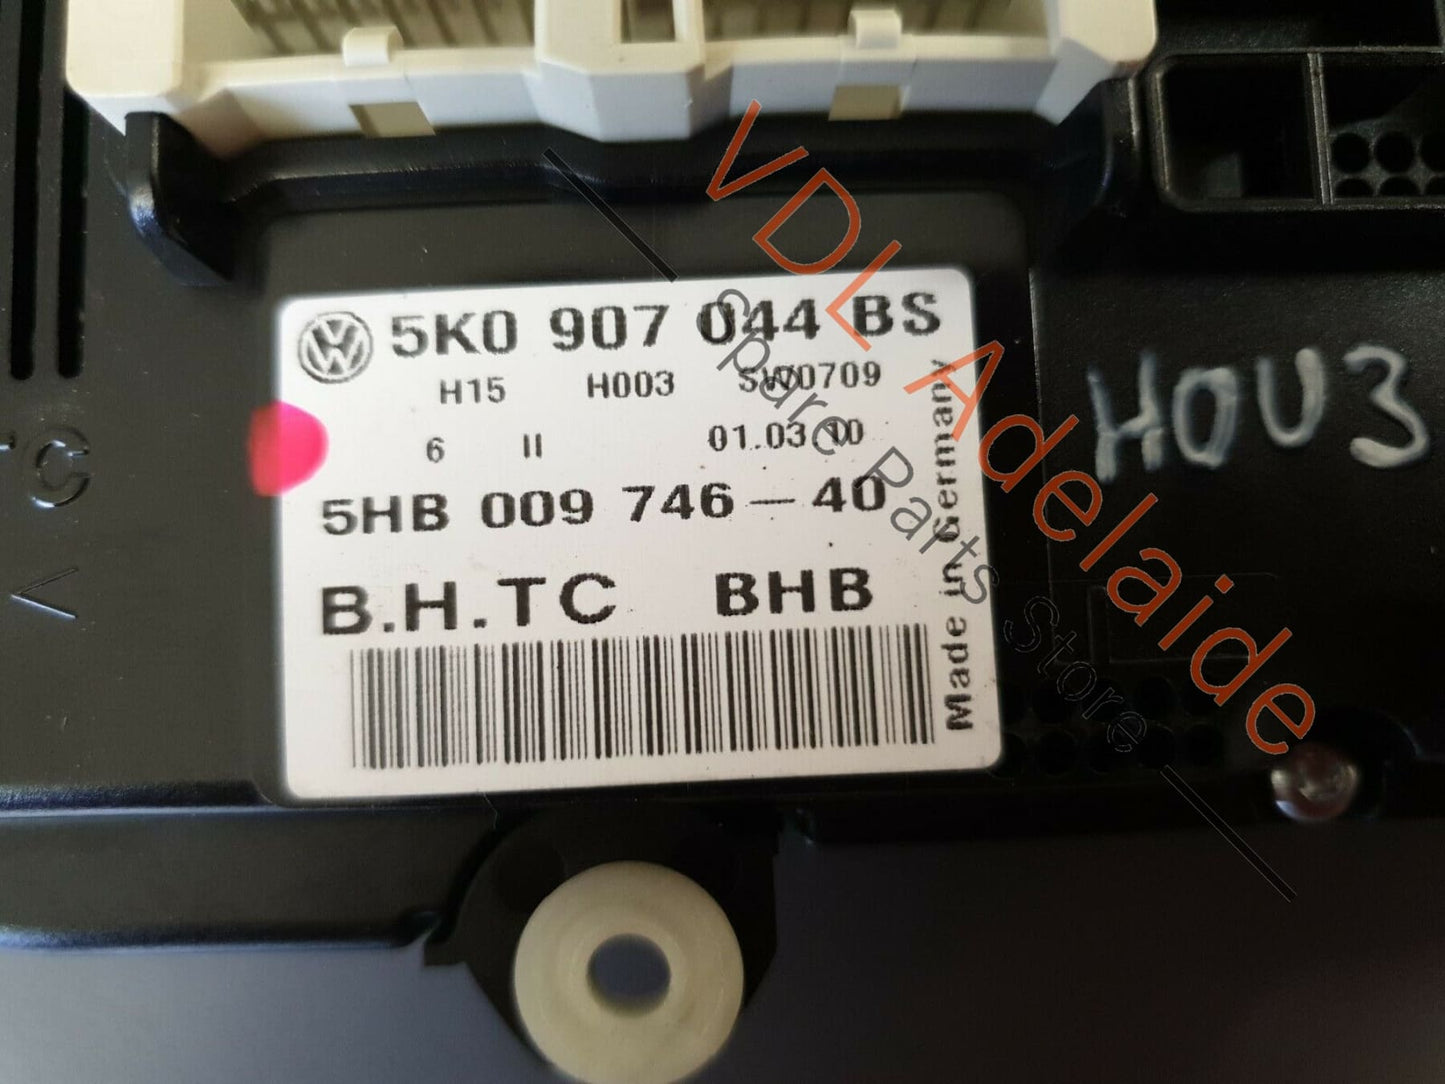 5K0 907 044 BS
H15 H003 SW0709
6 II 01.03.10
5HB 009 746-40
B.H.TC BHB
Made in Germany
H0U3
VDL Adelaide
Spare Parts Store
TC
V